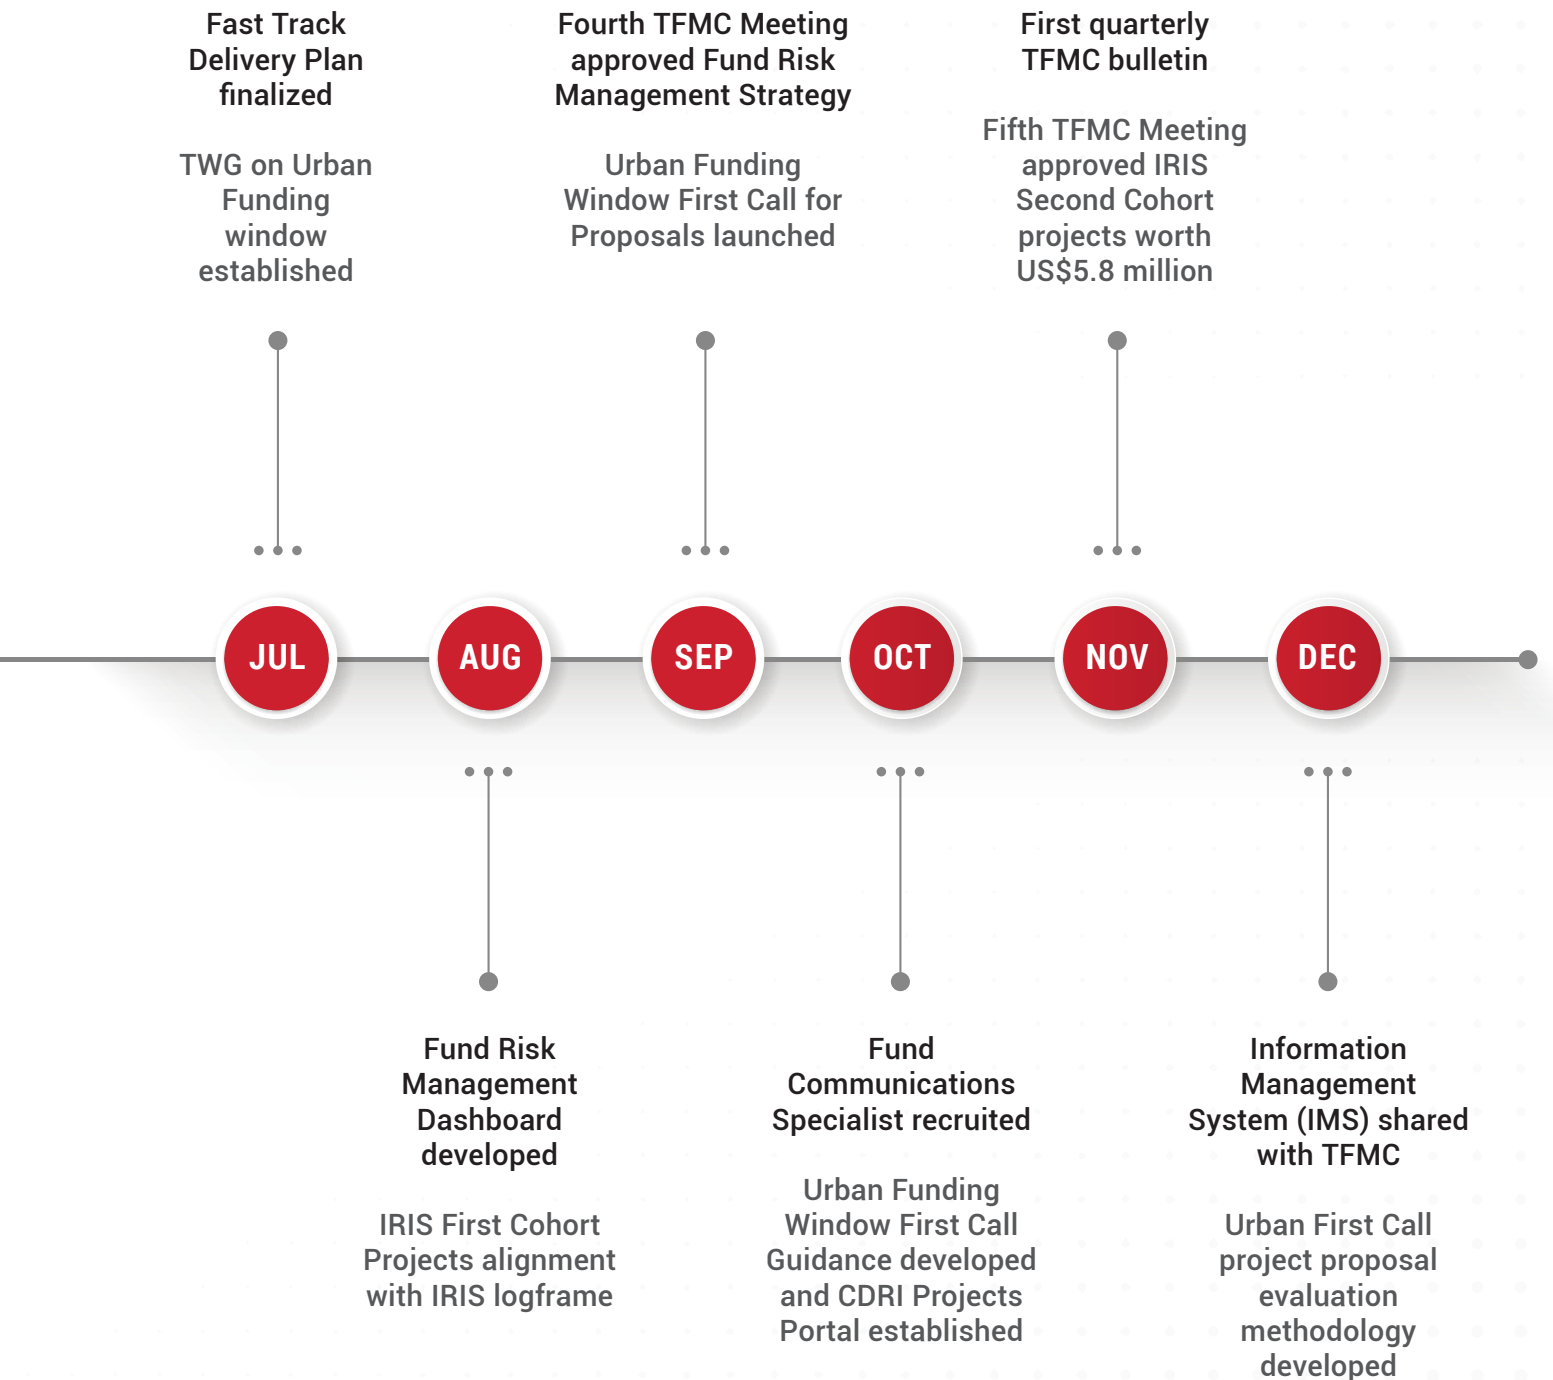 Fast Track
Delivery Plan
finalized
TWG on Urban
Funding
window
established
Fourth TFMC Meeting
approved Fund Risk
Management Strategy
Urban Funding
Window First Call for
Proposals launched
First quarterly
TFMC bulletin
Fifth TFMC Meeting
approved IRIS
Second Cohort
projects worth
US$5.8 million
JUL
AUG
SEP
OCT
NOV
DEC
Fund Risk
Management
Dashboard
developed
IRIS First Cohort
Projects alignment
with IRIS logframe
Fund
Communications
Specialist recruited
Urban Funding
Window First Call
Guidance developed
and CDRI Projects
Portal established
Information
Management
System (IMS) shared
with TFMC
Urban First Call
project proposal
evaluation
methodology
developed